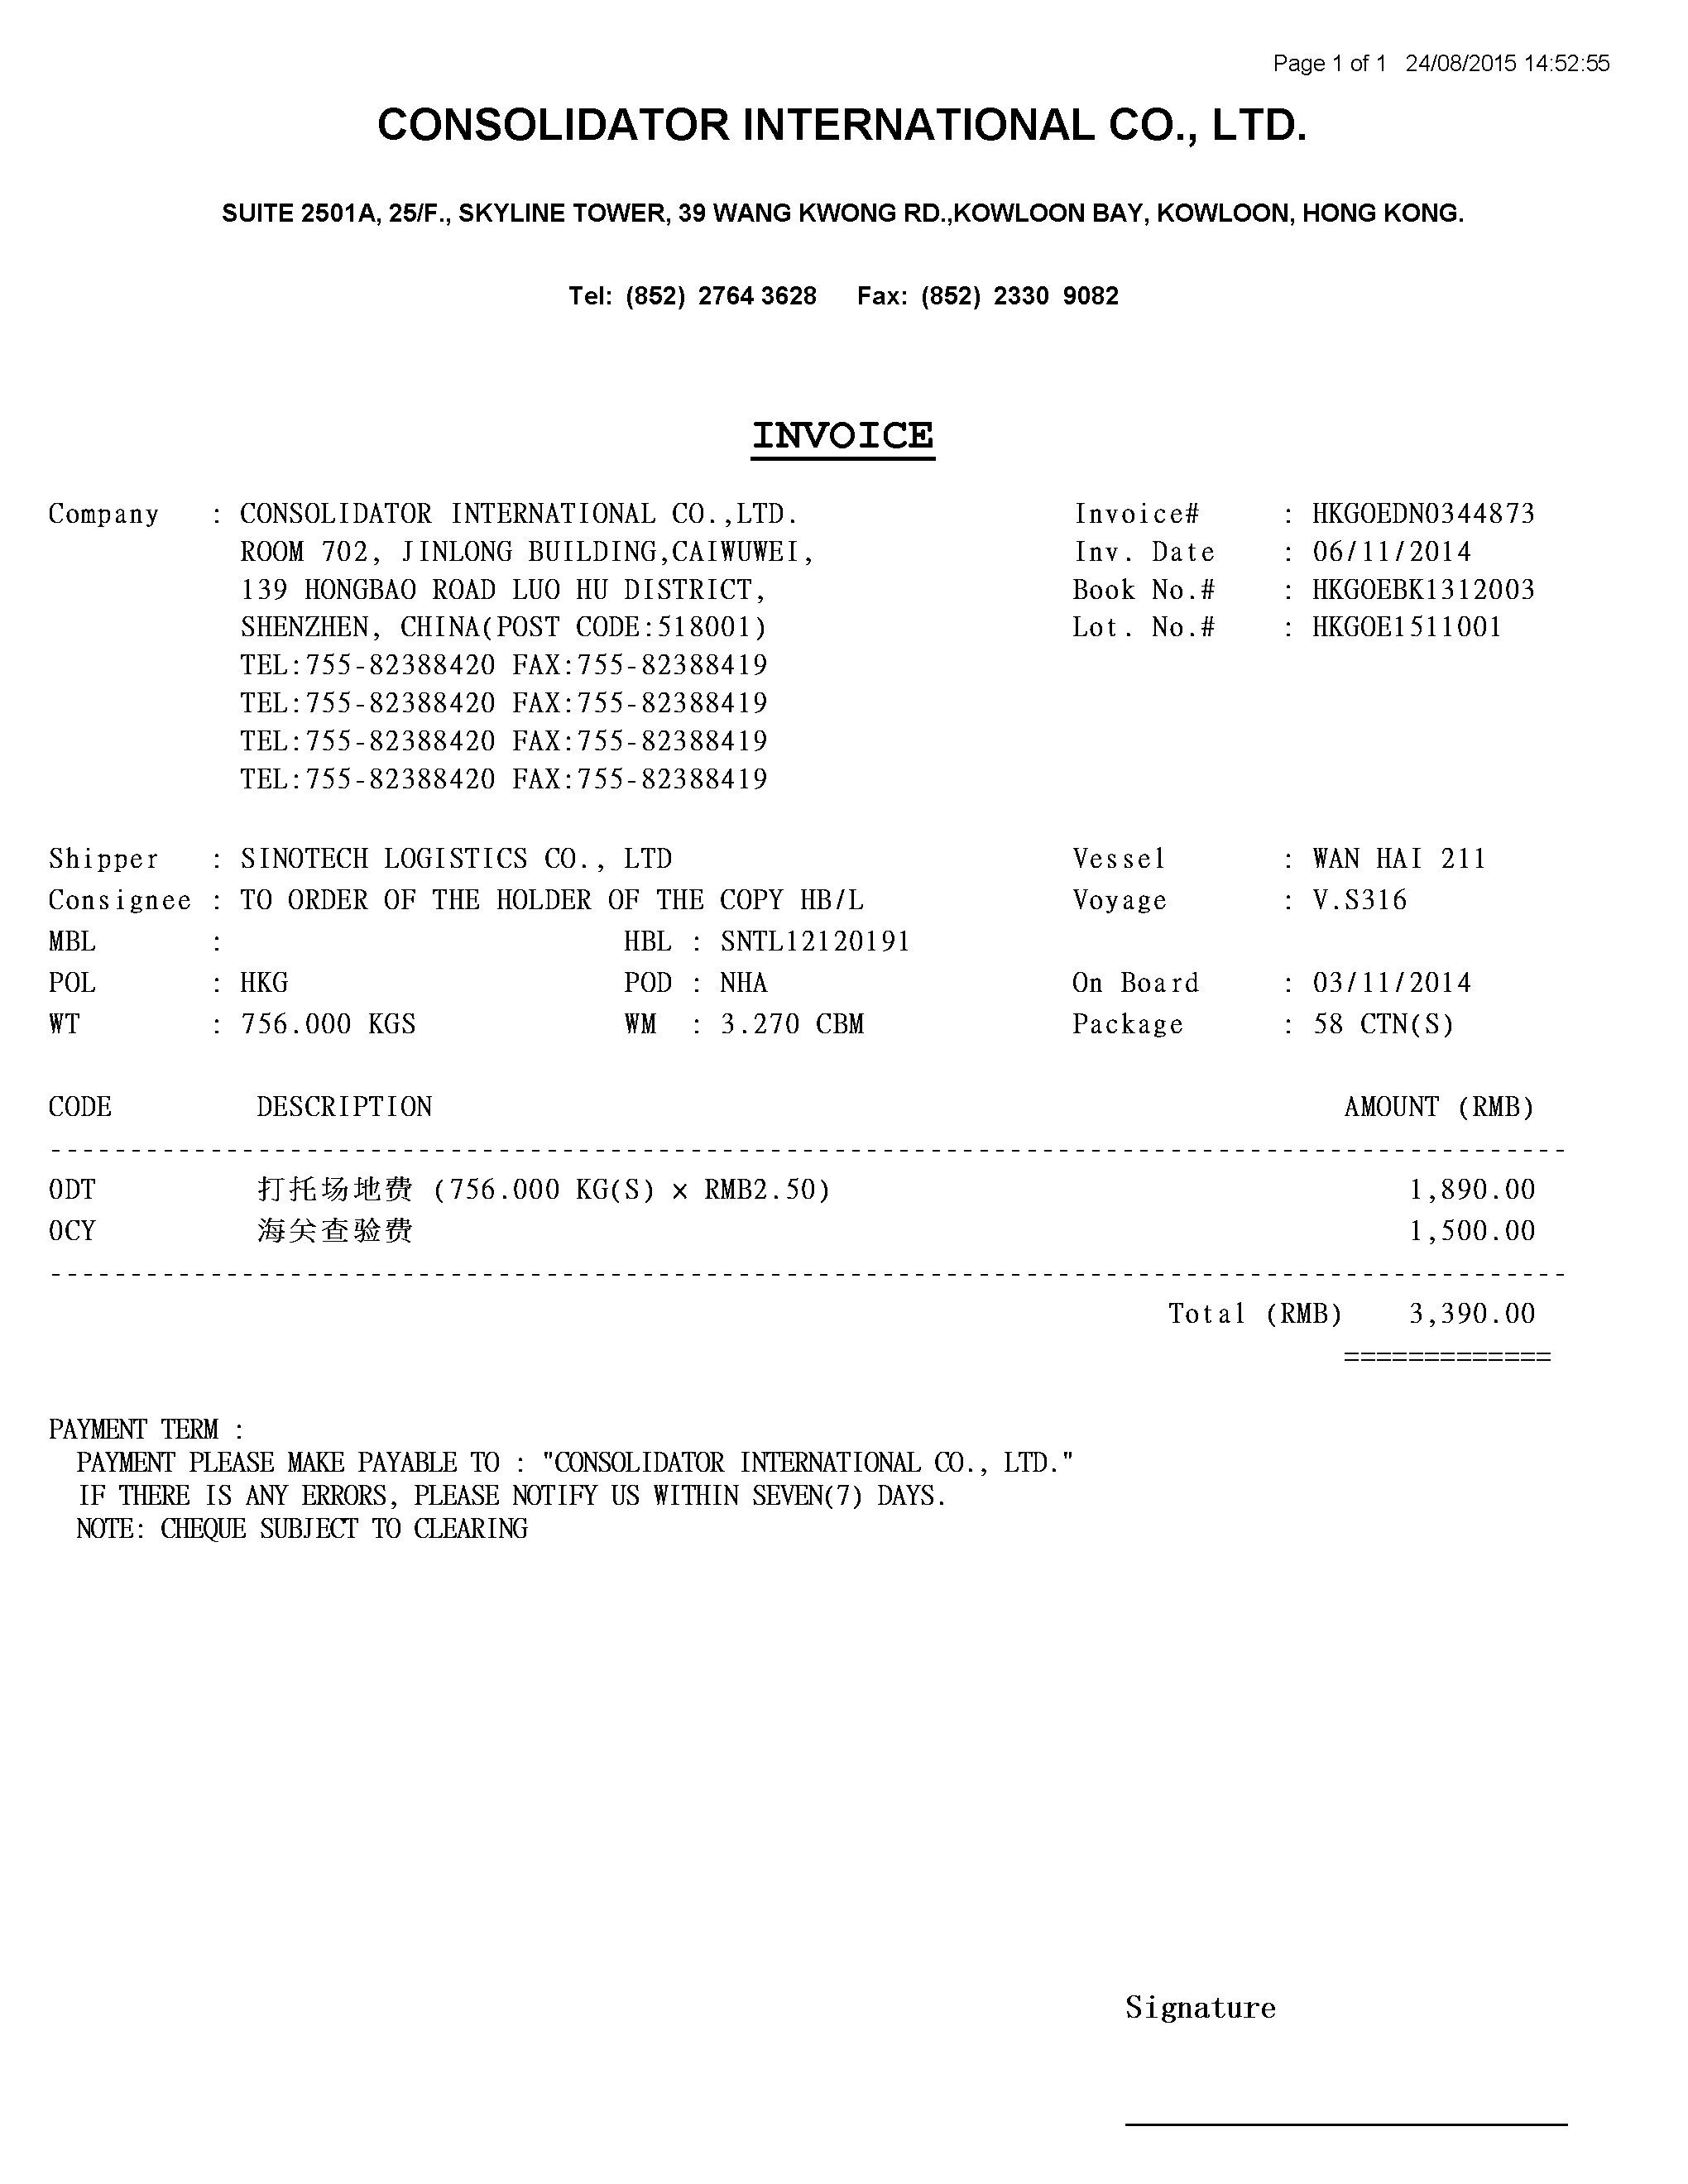 Page 1 of 1 24/08/2015 14:52:55
CONSOLIDATOR INTERNATIONAL CO., LTD.
SUITE 2501A, 25/F., SKYLINE TOWER, 39 WANG KWONG RD.,KOWLOON BAY, KOWLOON, HONG KONG.
Tel: (852) 2764 3628 Fax: (852) 2330 9082
INVOICE
Company : CONSOLIDATOR INTERNATIONAL CO.,LTD. Invoice# : HKGOEDN0344873
ROOM 702, JINLONG BUILDING,CAIWUWEI, Inv. Date : 06/11/2014
139 HONGBAO ROAD LUO HU DISTRICT, Book No.# : HKGOEBK1312003
SHENZHEN, CHINA(POST CODE:518001) Lot. No.# : HKGOE1511001
TEL:755-82388420 FAX:755-82388419
TEL:755-82388420 FAX:755-82388419
TEL:755-82388420 FAX:755-82388419
TEL:755-82388420 FAX:755-82388419
Shipper : SINOTECH LOGISTICS CO., LTD Vessel : WAN HAI 211
Consignee : TO ORDER OF THE HOLDER OF THE COPY HB/L Voyage : V.S316
MBL : HBL : SNTL12120191
POL : HKG POD : NHA On Board : 03/11/2014
WT : 756.000 KGS WM : 3.270 CBM Package : 58 CTN(S)
CODE DESCRIPTION AMOUNT (RMB)
ODT 打托场地费 (756.000 KG(S) x RMB2.50) 1,890.00
OCY 海关查验费 1,500.00
Total (RMB) 3,390.00
=============
PAYMENT TERM :
PAYMENT PLEASE MAKE PAYABLE TO : "CONSOLIDATOR INTERNATIONAL CO., LTD."
IF THERE IS ANY ERRORS, PLEASE NOTIFY US WITHIN SEVEN(7) DAYS.
NOTE: CHEQUE SUBJECT TO CLEARING
Signature